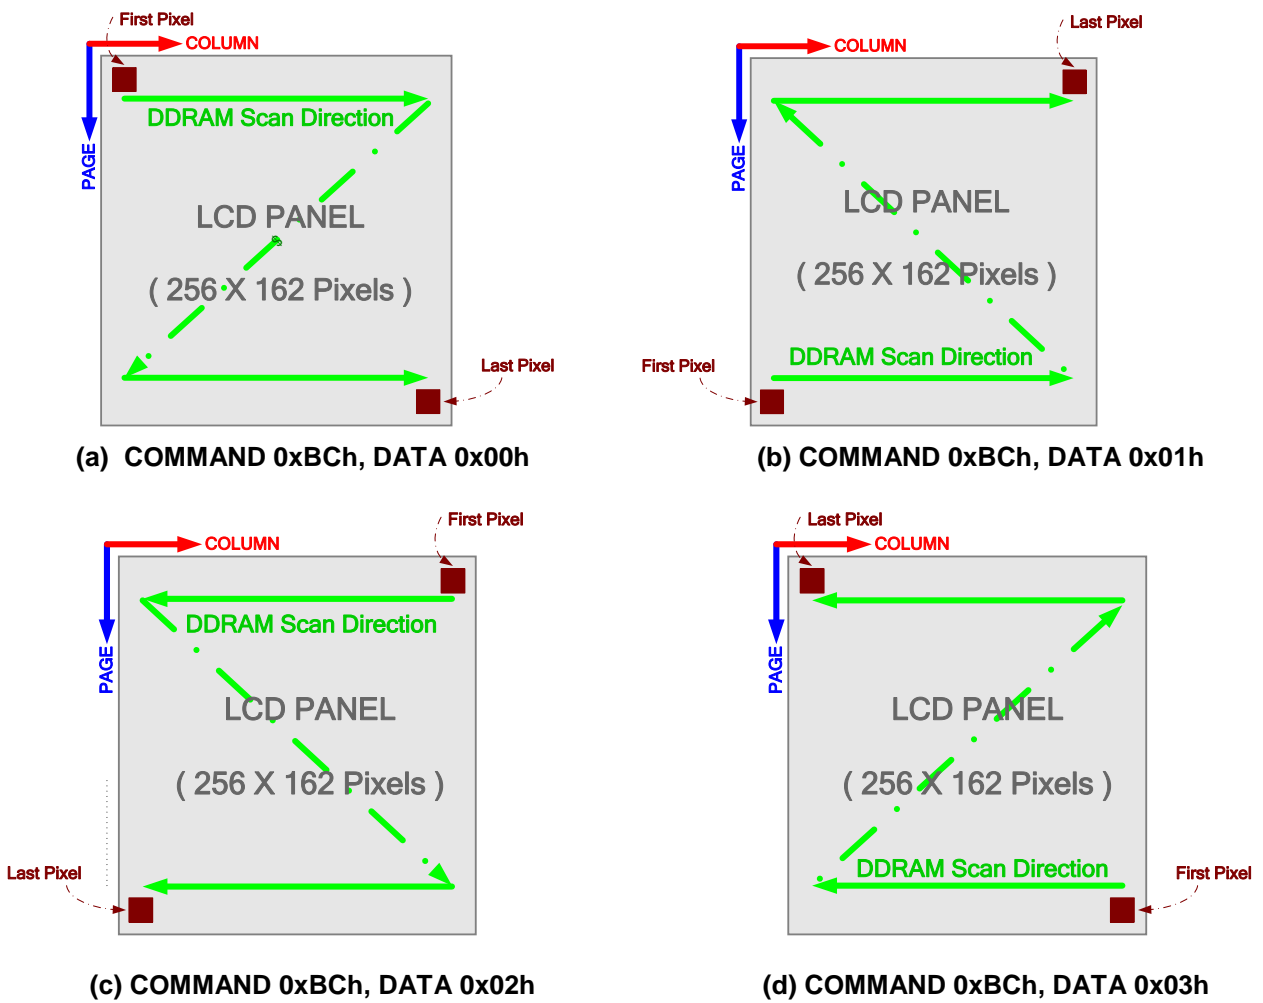 First Pixel
COLUMN
DDRAM Scan Direction
PAGE
LCD PANEL
( 256 X 162 Pixels )
Last Pixel
(a) COMMAND 0xBCh, DATA 0x00h
Last Pixel
COLUMN
PAGE
LCD PANEL
( 256 X 162 Pixels )
DDRAM Scan Direction
First Pixel
(b) COMMAND 0xBCh, DATA 0x01h
First Pixel
COLUMN
DDRAM Scan Direction
PAGE
LCD PANEL
( 256 X 162 Pixels )
Last Pixel
(c) COMMAND 0xBCh, DATA 0x02h
Last Pixel
COLUMN
PAGE
LCD PANEL
( 256 X 162 Pixels )
DDRAM Scan Direction
First Pixel
(d) COMMAND 0xBCh, DATA 0x03h